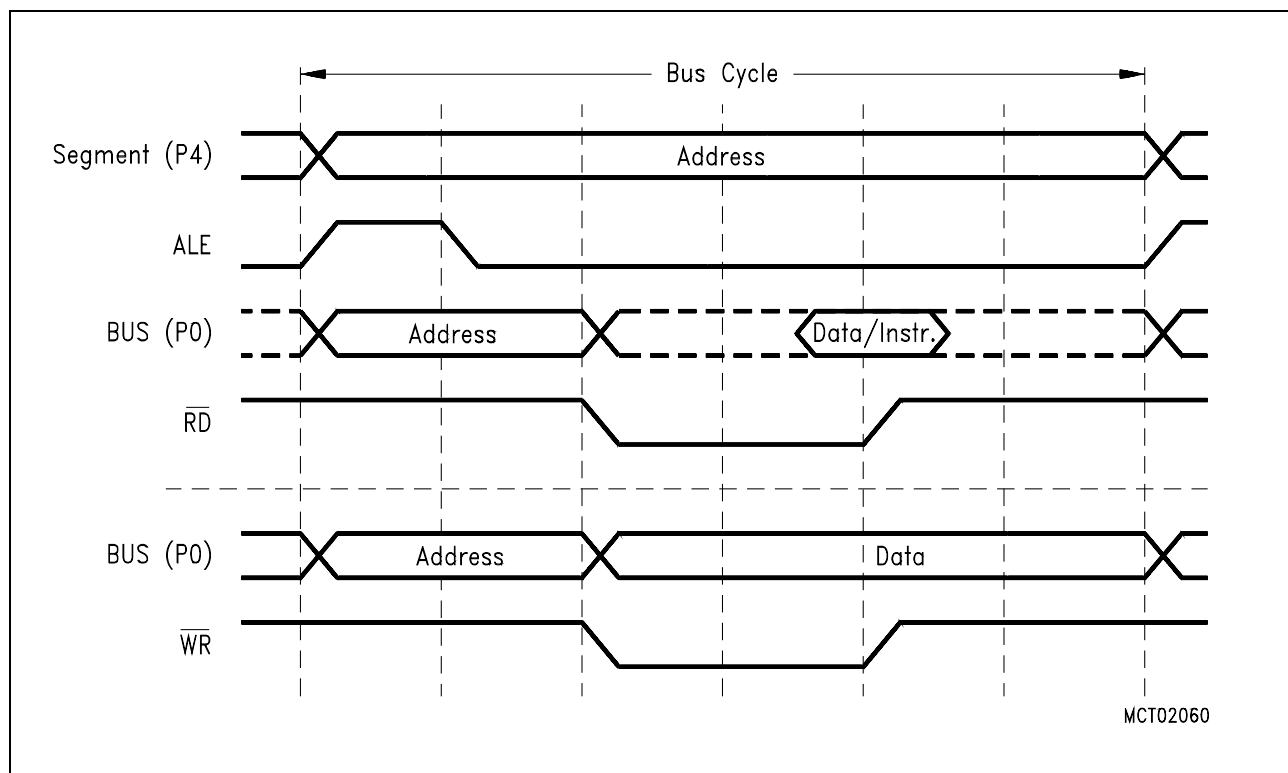 Bus Cycle
Segment (P4)
Address
ALE
BUS (P0)
Address
Data/Instr.
RD
BUS (P0)
Address
Data
WR
MCT02060